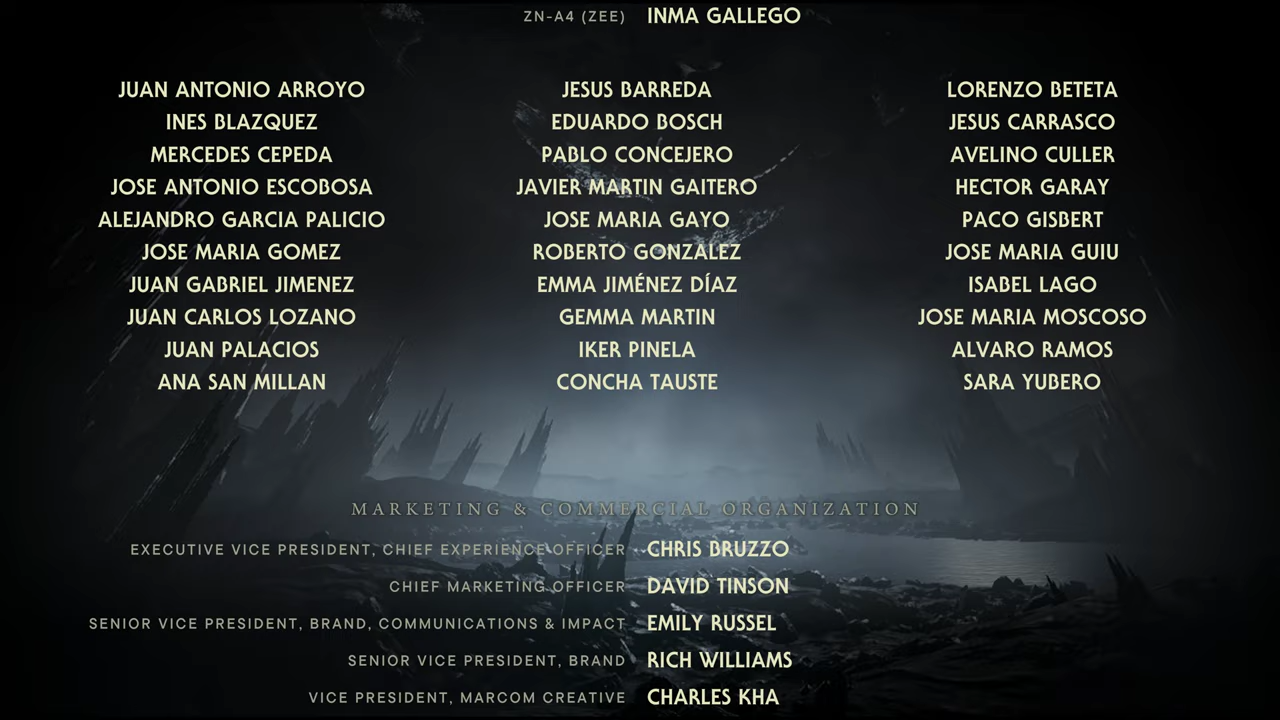 ZN-A4 (ZEE) INMA GALLEGO
JUAN ANTONIO ARROYO JESUS BARREDA LORENZO BETETA
INES BLAZQUEZ EDUARDO BOSCH JESUS CARRASCO
MERCEDES CEPEDA PABLO CONCEJERO AVELINO CULLER
JOSE ANTONIO ESCOBOSA JAVIER MARTIN GAITERO HECTOR GARAY
ALEJANDRO GARCIA PALICIO JOSE MARIA GAYO PACO GISBERT
JOSE MARIA GOMEZ ROBERTO GONZALEZ JOSE MARIA GUIU
JUAN GABRIEL JIMENEZ EMMA JIMÉNEZ DÍAZ ISABEL LAGO
JUAN CARLOS LOZANO GEMMA MARTIN JOSE MARIA MOSCOSO
JUAN PALACIOS IKER PINELA ALVARO RAMOS
ANA SAN MILLAN CONCHA TAUSTE SARA YUBERO
MARKETING & COMMERCIAL ORGANIZATION
EXECUTIVE VICE PRESIDENT, CHIEF EXPERIENCE OFFICER CHRIS BRUZZO
CHIEF MARKETING OFFICER DAVID TINSON
SENIOR VICE PRESIDENT, BRAND, COMMUNICATIONS & IMPACT EMILY RUSSEL
SENIOR VICE PRESIDENT, BRAND RICH WILLIAMS
VICE PRESIDENT, MARCOM CREATIVE CHARLES KHA